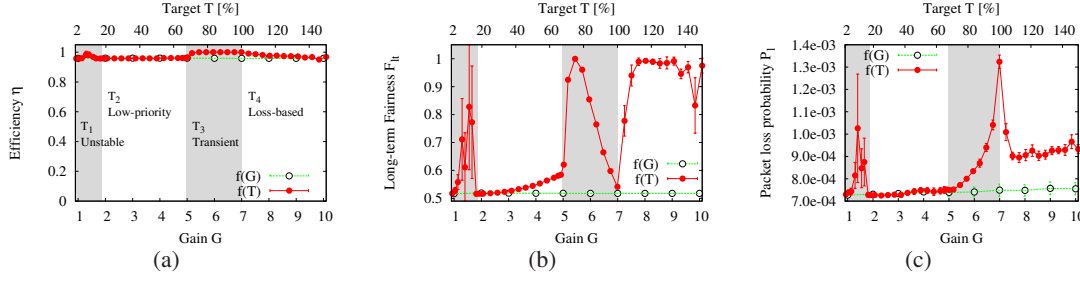 Target T [%]
2 20 40 60 80 100 120 140
Efficiency η
1
0.8
0.6
0.4
0.2
0
T1
Unstable
T2
Low-priority
T3
Transient
T4
Loss-based
f(G)
f(T)
1 2 3 4 5 6 7 8 9 10
Gain G
(a)
Target T [%]
2 20 40 60 80 100 120 140
Long-term Fairness Flt
1
0.9
0.8
0.7
0.6
0.5
f(G)
f(T)
1 2 3 4 5 6 7 8 9 10
Gain G
(b)
Target T [%]
2 20 40 60 80 100 120 140
Packet loss probability Pl
1.4e-03
1.3e-03
1.2e-03
1.0e-03
9.0e-04
8.0e-04
7.0e-04
f(G)
f(T)
1 2 3 4 5 6 7 8 9 10
Gain G
(c)